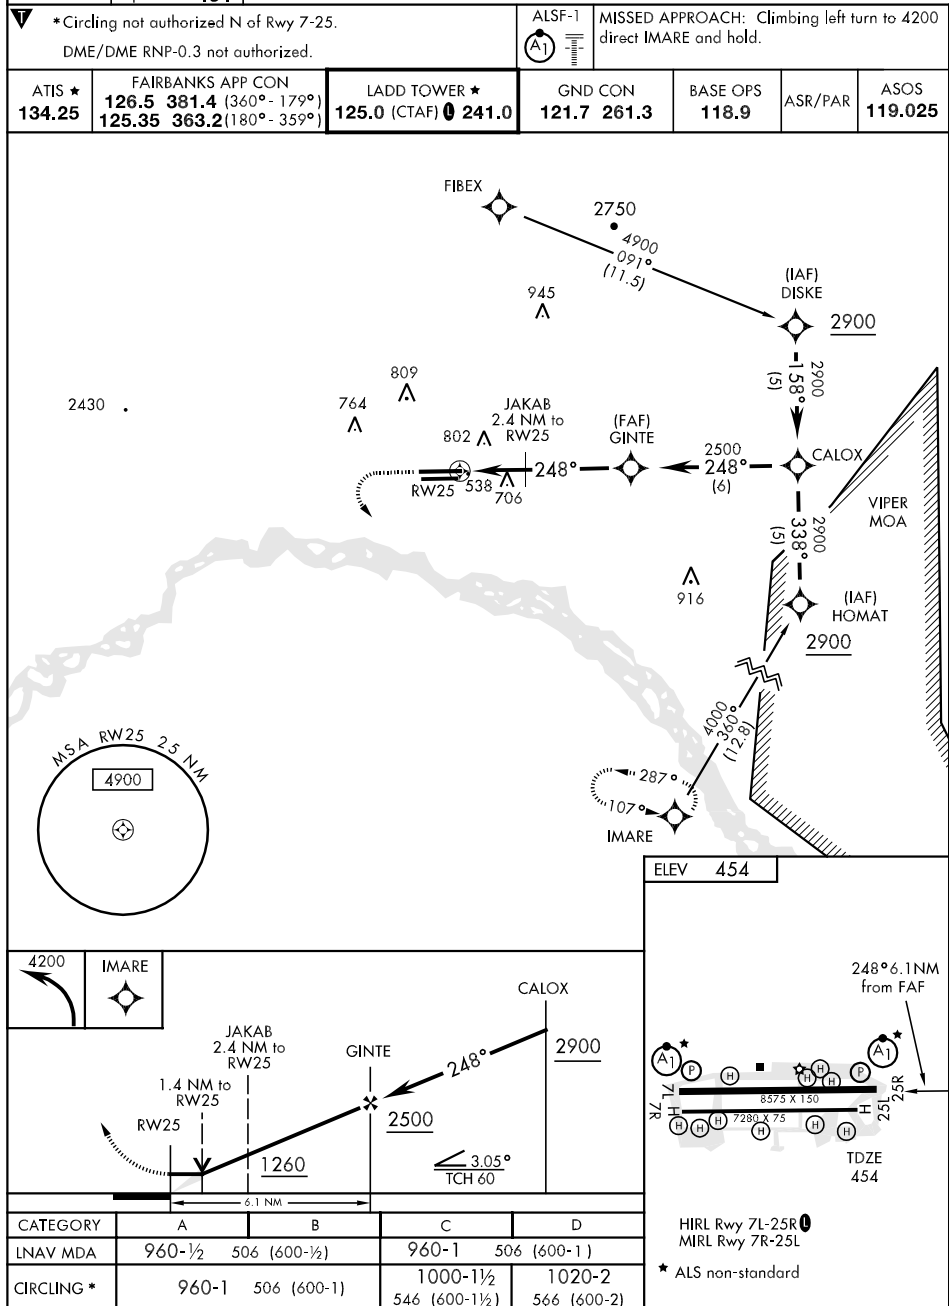 T
* Circling not authorized N of Rwy 7-25.
DME/DME RNP-0.3 not authorized.
ALSF-1
A1
MISSED APPROACH: Climbing left turn to 4200
direct IMARE and hold.
ATIS ★
134.25
FAIRBANKS APP CON
126.5 381.4 (360°- 179°)
125.35 363.2 (180°- 359°)
LADD TOWER ★
125.0 (CTAF) L 241.0
GND CON
121.7 261.3
BASE OPS
118.9
ASR/PAR
ASOS
119.025
FIBEX
2750
4900
091°
(11.5)
(IAF)
DISKE
2900
945
2900
158°
(5)
809
2430
764
JAKAB
2.4 NM to
RW25
(FAF)
GINTE
802
2500
248°
(6)
CALOX
248°
RW25
538
706
VIPER
MOA
2900
338°
(5)
916
(IAF)
HOMAT
2900
4000
360°
(12.8)
MSA RW25 25 NM
4900
287°
107°
IMARE
ELEV 454
4200
IMARE
CALOX
248° 6.1NM
from FAF
JAKAB
2.4 NM to
RW25
GINTE
248°
2900
1.4 NM to
RW25
RW25
2500
1260
3.05°
TCH 60
6.1 NM
A1 ★
A1 ★
P
H
H
H
H
P
7L
7R
8575 X 150
7280 X 75
25R
25L
H
H
H
H
H
H
H
H
TDZE
454
HIRL Rwy 7L-25R L
MIRL Rwy 7R-25L
★ ALS non-standard
CATEGORY A B C D
LNAV MDA 960-½ 506 (600-½) 960-1 506 (600-1)
CIRCLING * 960-1 506 (600-1) 1000-1½ 1020-2
546 (600-1½) 566 (600-2)